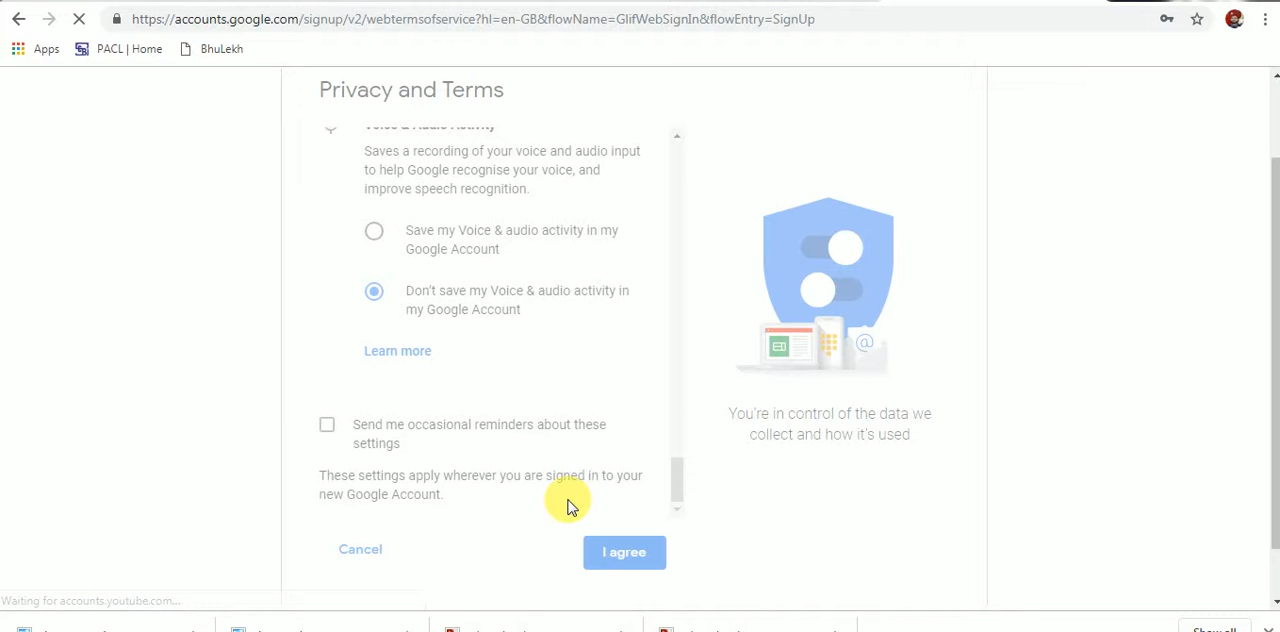 https://accounts.google.com/signup/v2/webtermsofservice?hl=en-GB&flowName=GlifWebSignIn&flowEntry=SignUp
Apps PACL | Home BhuLekh
Privacy and Terms
Voice & Audio Activity
Saves a recording of your voice and audio input
to help Google recognise your voice, and
improve speech recognition.
Save my Voice & audio activity in my
Google Account
Don't save my Voice & audio activity in
my Google Account
Learn more
Send me occasional reminders about these
settings
These settings apply wherever you are signed in to your
new Google Account.
Cancel
I agree
@
You're in control of the data we
collect and how it's used
Waiting for accounts.youtube.com...
Show all